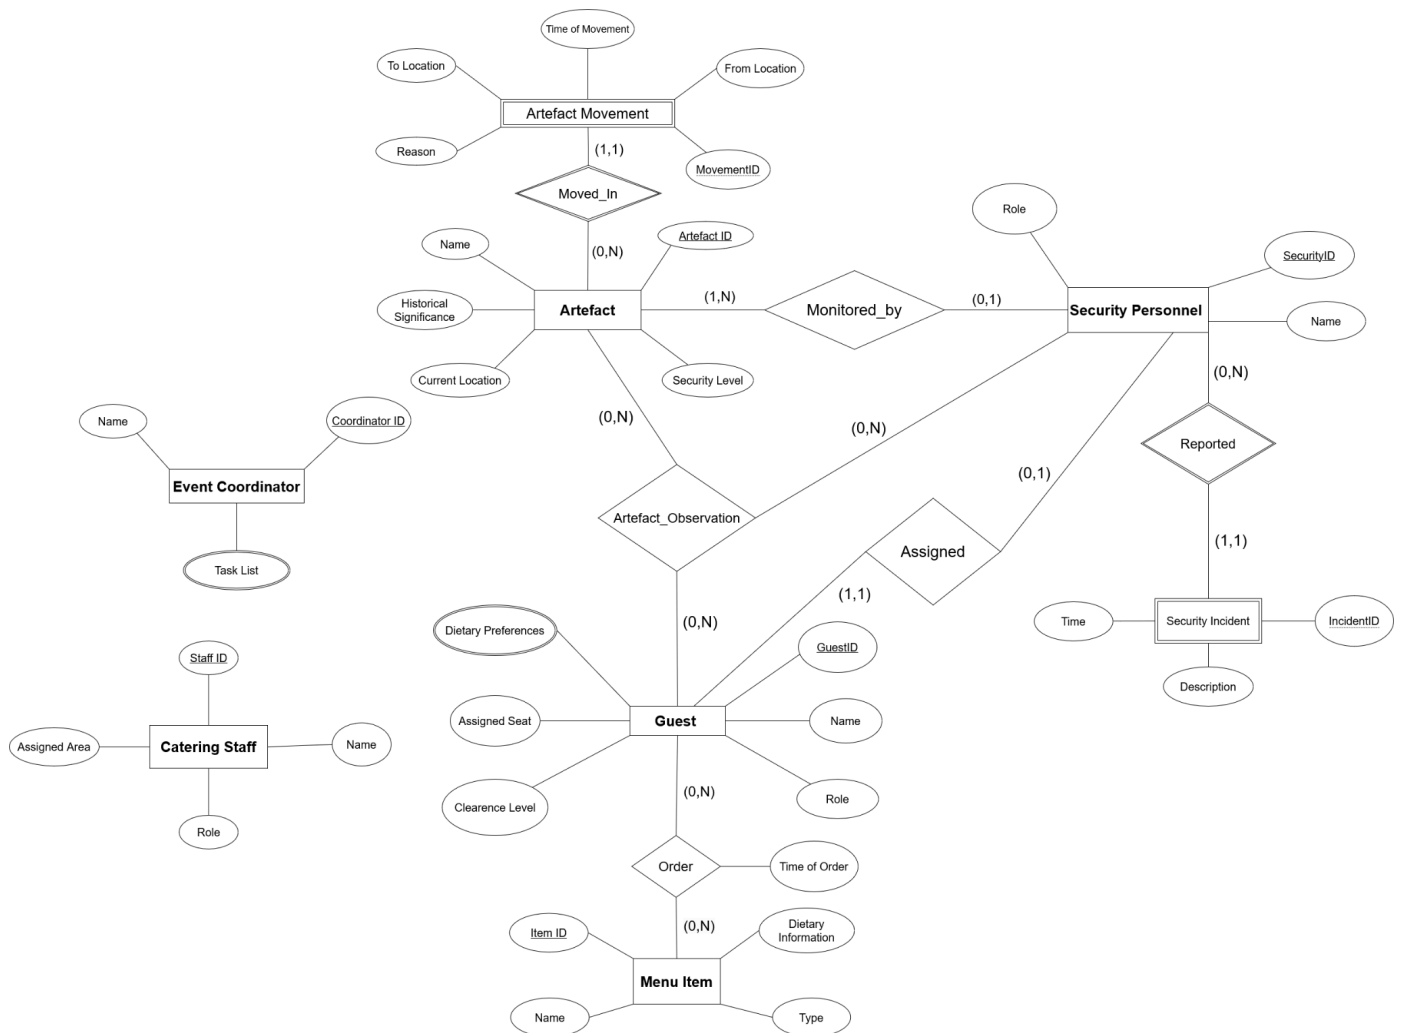 Time of Movement
To Location
From Location
Artefact Movement
Reason
(1,1)
MovementID
Moved_In
Role
Name
(0,N)
Artefact ID
SecurityID
Historical
Significance
Artefact
(1,N)
Monitored_by
(0,1)
Security Personnel
Name
Current Location
Security Level
(0,N)
Name
Coordinator ID
(0,N)
(0,N)
Reported
Event Coordinator
(0,1)
Artefact_Observation
Assigned
(1,1)
Task List
(1,1)
Dietary Preferences
(0,N)
Time
Security Incident
IncidentID
Staff ID
GuestID
Description
Assigned Seat
Guest
Name
Assigned Area
Catering Staff
Name
Clearence Level
(0,N)
Role
Role
Order
Time of Order
Item ID
(0,N)
Dietary
Information
Menu Item
Name
Type